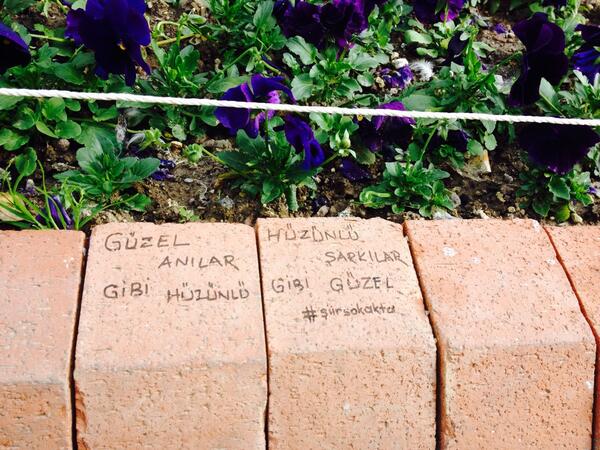 GÜZEL
ANILAR
GİBİ HÜZÜNLÜ
HÜZÜNLÜ
ŞARKILAR
GİBİ GÜZEL
#şiirsokakta